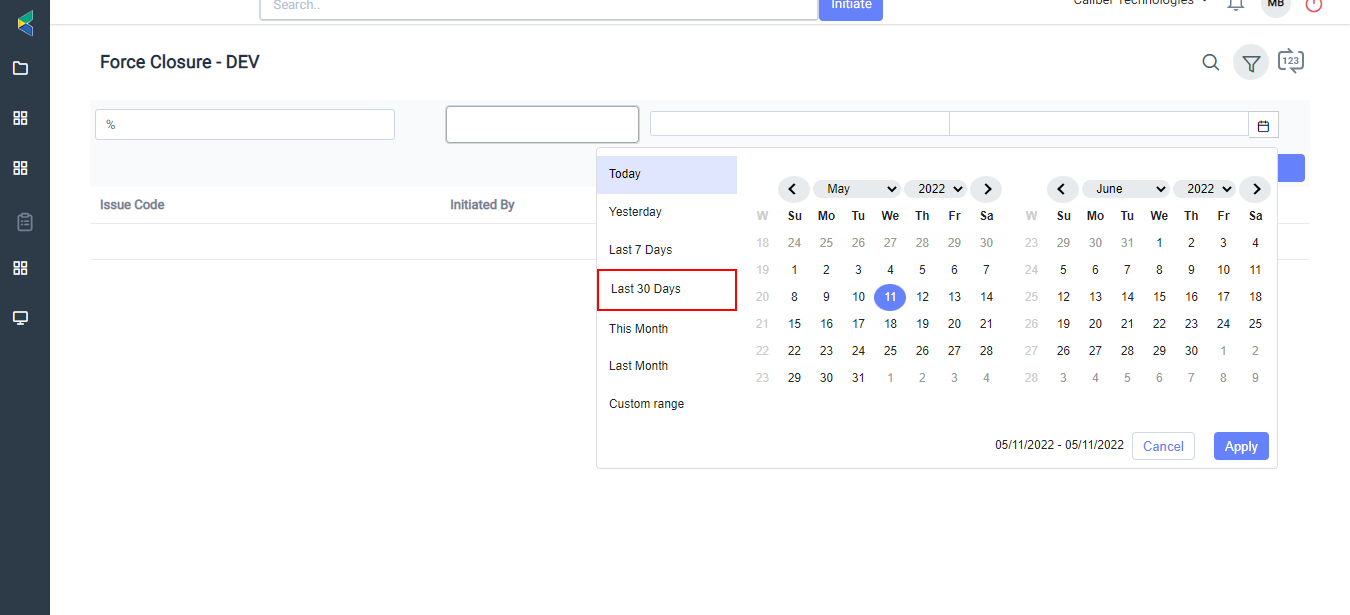 Search..
Initiate
Caliber Technologies
MB
Force Closure - DEV
123
%
Issue Code
Initiated By
Today
Yesterday
Last 7 Days
Last 30 Days
This Month
Last Month
Custom range
May 2022
W Su Mo Tu We Th Fr Sa
18 24 25 26 27 28 29 30
19 1 2 3 4 5 6 7
20 8 9 10 11 12 13 14
21 15 16 17 18 19 20 21
22 22 23 24 25 26 27 28
23 29 30 31 1 2 3 4
June 2022
W Su Mo Tu We Th Fr Sa
23 29 30 31 1 2 3 4
24 5 6 7 8 9 10 11
25 12 13 14 15 16 17 18
26 19 20 21 22 23 24 25
27 26 27 28 29 30 1 2
28 3 4 5 6 7 8 9
05/11/2022 - 05/11/2022
Cancel
Apply